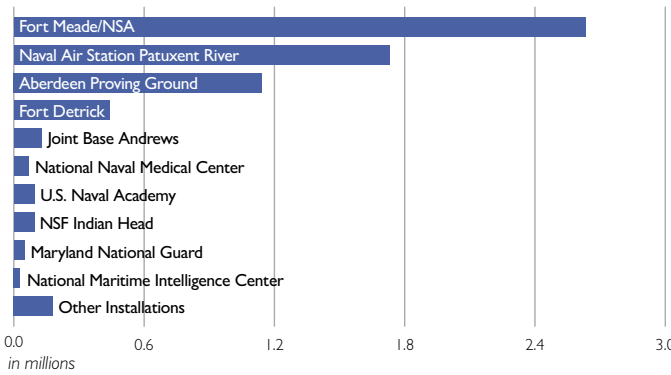 Fort Meade/NSA
Naval Air Station Patuxent River
Aberdeen Proving Ground
Fort Detrick
Joint Base Andrews
National Naval Medical Center
U.S. Naval Academy
NSF Indian Head
Maryland National Guard
National Maritime Intelligence Center
Other Installations
0.0 0.6 1.2 1.8 2.4 3.0
in millions